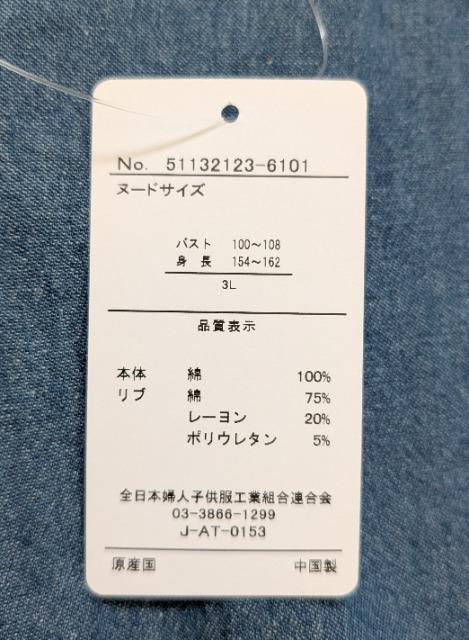 No. 51132123-6101
ヌードサイズ
バスト 100～108
身 長 154～162
3L
品質表示
本体 綿 100%
リブ 綿 75%
レーヨン 20%
ポリウレタン 5%
全日本婦人子供服工業組合連合会
03-3866-1299
J-AT-0153
原産国 中国製